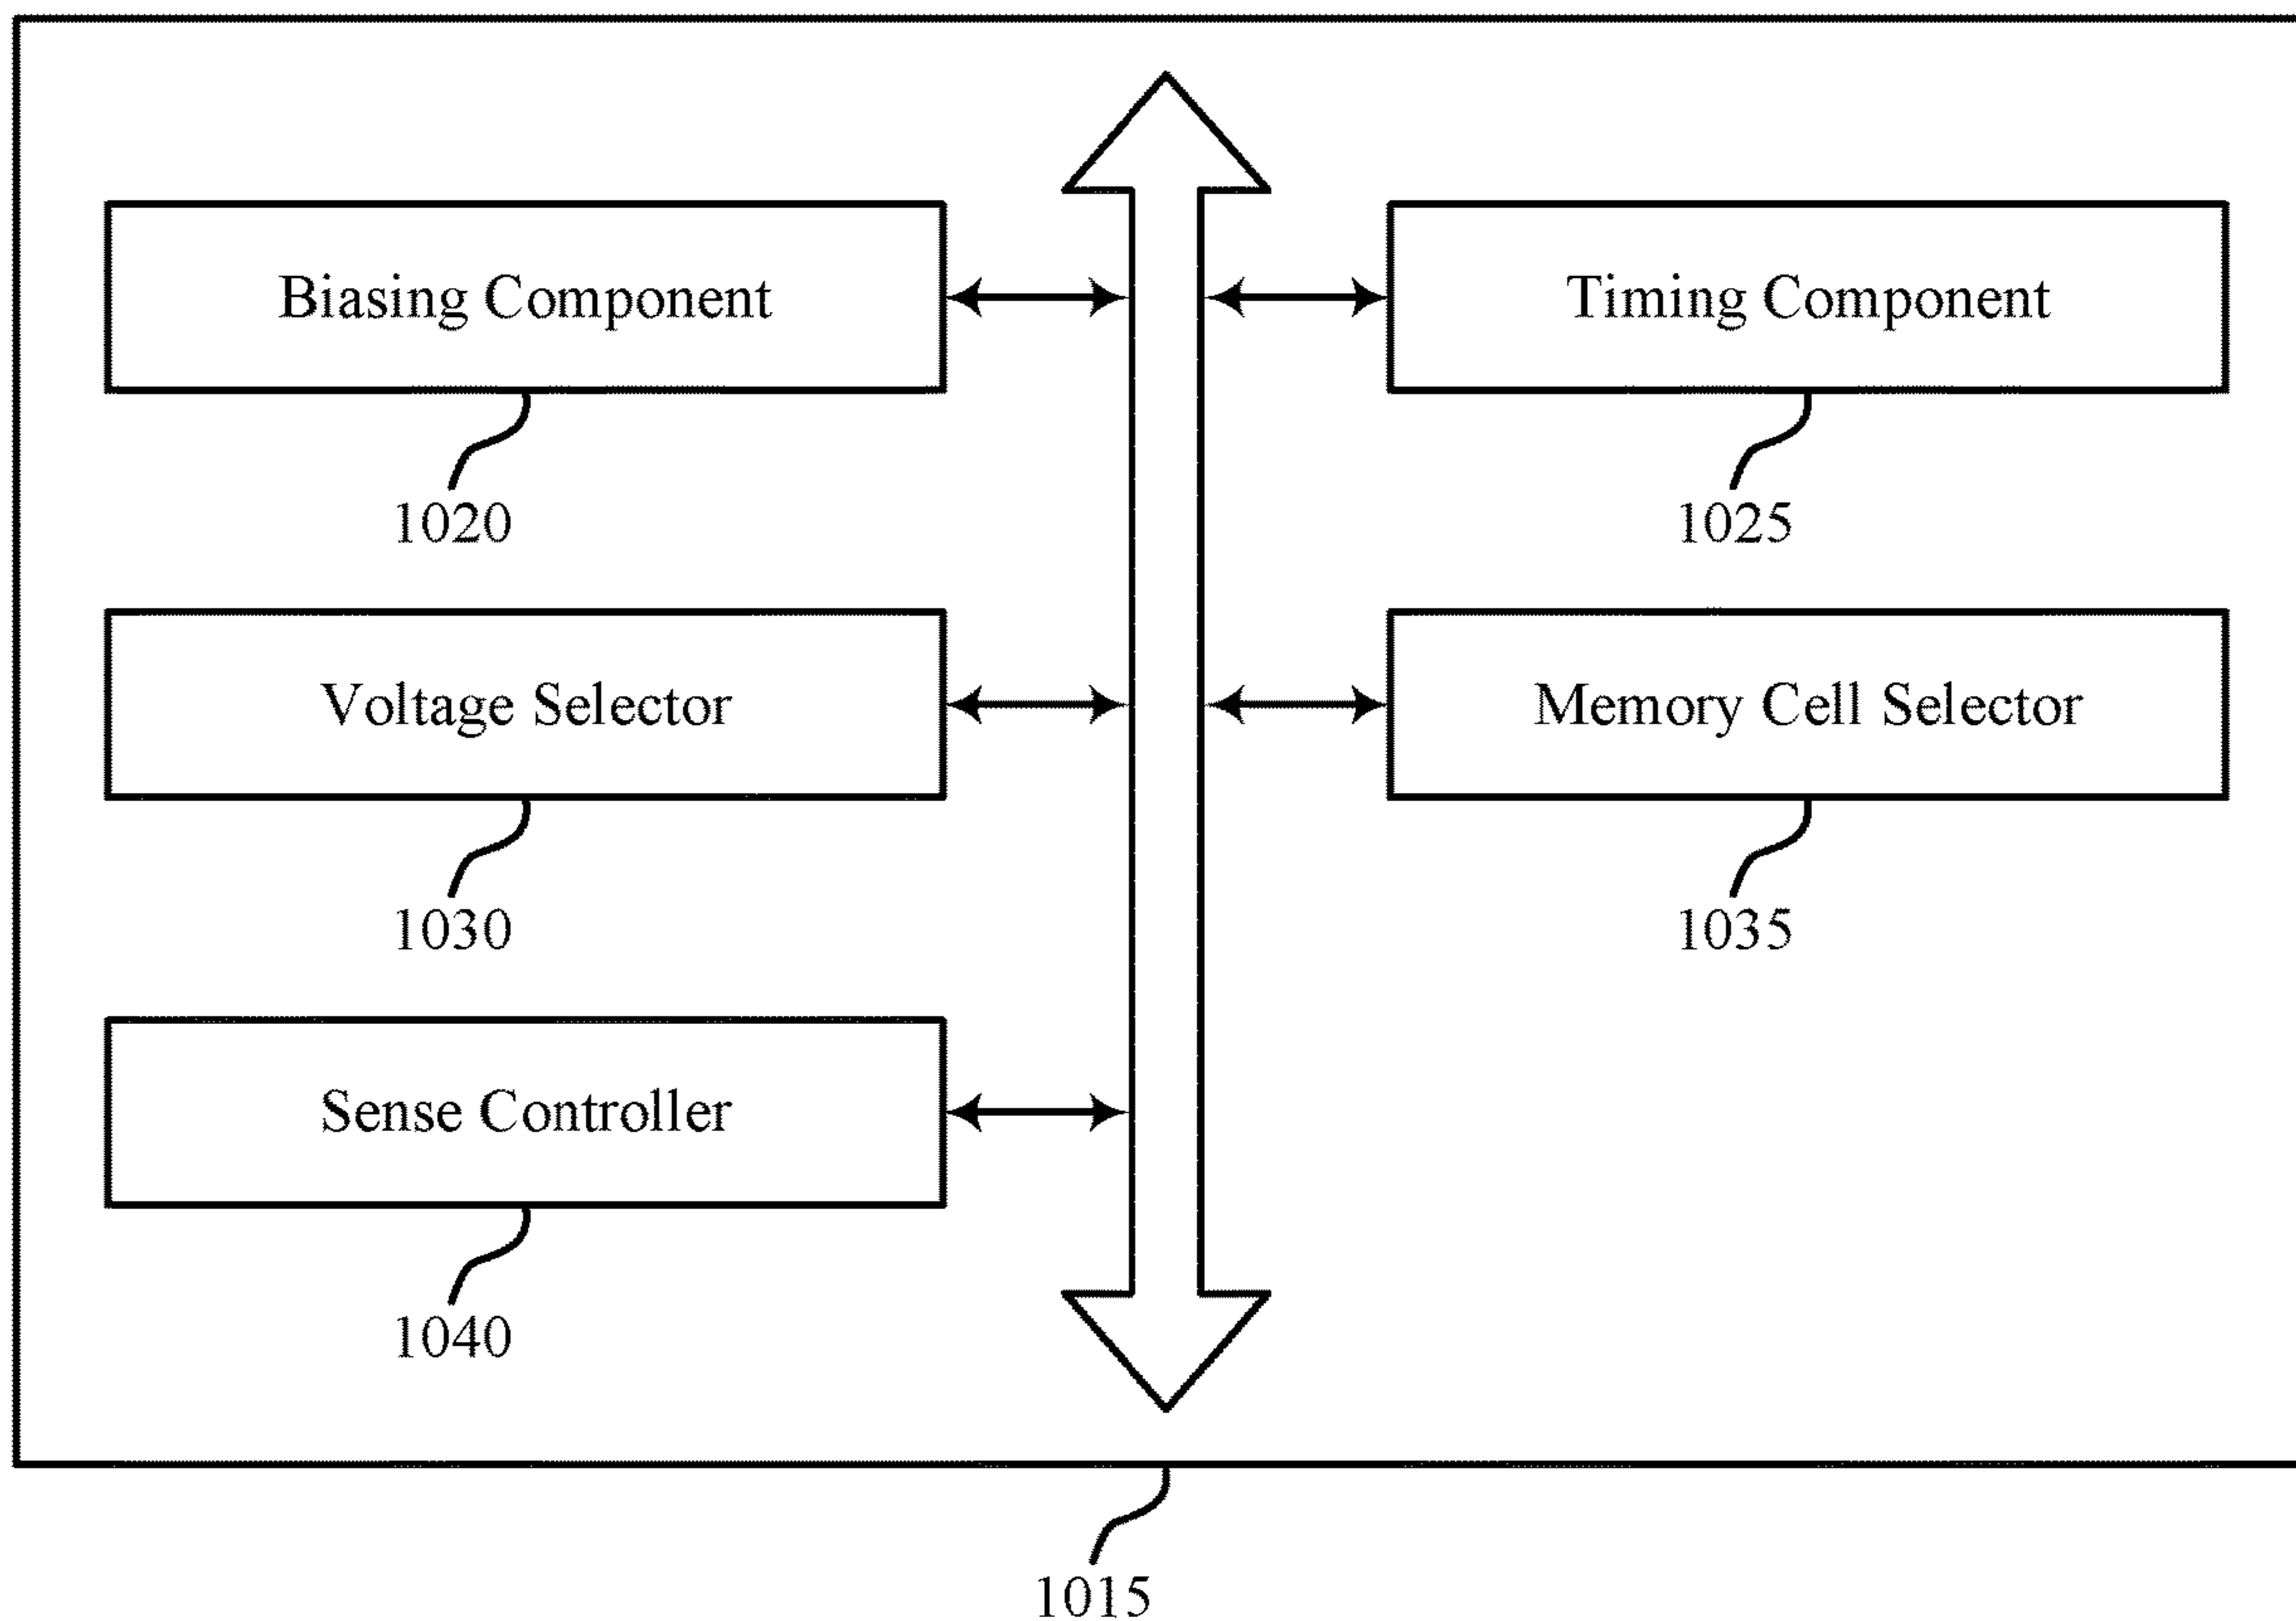 Biasing Component
Timing Component
1020
1025
Voltage Selector
Memory Cell Selector
1030
1035
Sense Controller
1040
1015